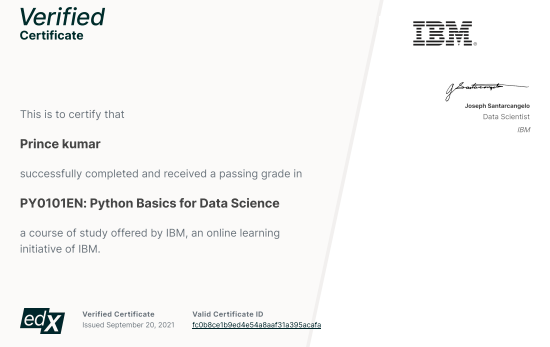 Verified
Certificate
IBM®
Joseph Santarcangelo
Data Scientist
IBM
This is to certify that
Prince kumar
successfully completed and received a passing grade in
PY0101EN: Python Basics for Data Science
a course of study offered by IBM, an online learning
initiative of IBM.
edX
Verified Certificate
Issued September 20, 2021
Valid Certificate ID
fc0b8ce1b9ed4e54a8aaf31a395acafa